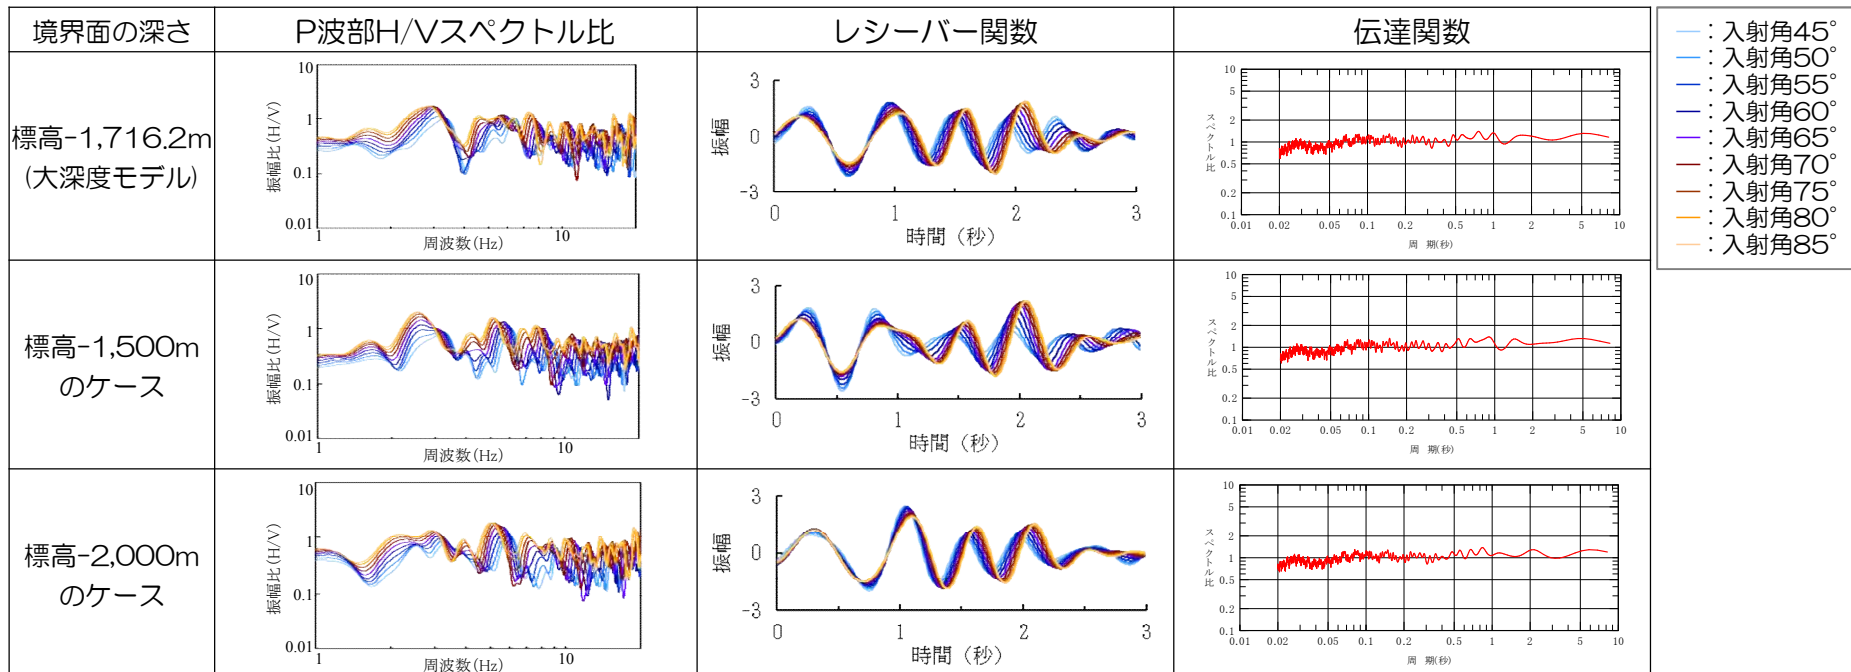 境界面の深さ
P波部H/Vスペクトル比
レシーバー関数
伝達関数
標高-1,716.2m
(大深度モデル)
10
1
0.1
0.01
振幅比(H/V)
1
10
周波数(Hz)
3
0
-3
振幅
0
1
2
3
時間（秒）
10
5
2
1
0.5
0.2
0.1
スペクトル比
0.01
0.02
0.05
0.1
0.2
0.5
1
2
5
10
周 期(秒)
標高-1,500m
のケース
10
1
0.1
0.01
振幅比(H/V)
1
10
周波数(Hz)
3
0
-3
振幅
0
1
2
3
時間（秒）
10
5
2
1
0.5
0.2
0.1
スペクトル比
0.01
0.02
0.05
0.1
0.2
0.5
1
2
5
10
周 期(秒)
標高-2,000m
のケース
10
1
0.1
0.01
振幅比(H/V)
1
10
周波数(Hz)
3
0
-3
振幅
0
1
2
3
時間（秒）
10
5
2
1
0.5
0.2
0.1
スペクトル比
0.01
0.02
0.05
0.1
0.2
0.5
1
2
5
10
周 期(秒)
：入射角45°
：入射角50°
：入射角55°
：入射角60°
：入射角65°
：入射角70°
：入射角75°
：入射角80°
：入射角85°